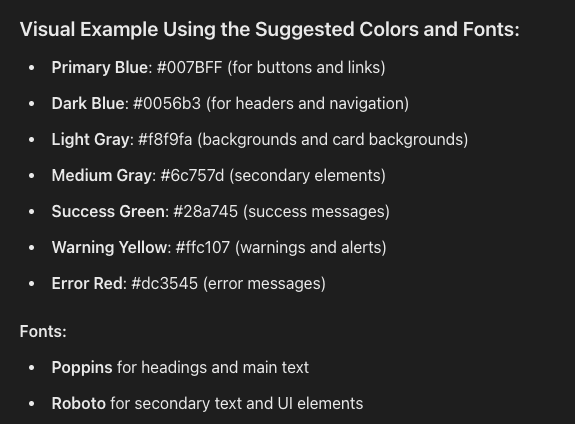 Visual Example Using the Suggested Colors and Fonts:
• Primary Blue: #007BFF (for buttons and links)
• Dark Blue: #0056b3 (for headers and navigation)
• Light Gray: #f8f9fa (backgrounds and card backgrounds)
• Medium Gray: #6c757d (secondary elements)
• Success Green: #28a745 (success messages)
• Warning Yellow: #ffc107 (warnings and alerts)
• Error Red: #dc3545 (error messages)
Fonts:
• Poppins for headings and main text
• Roboto for secondary text and UI elements